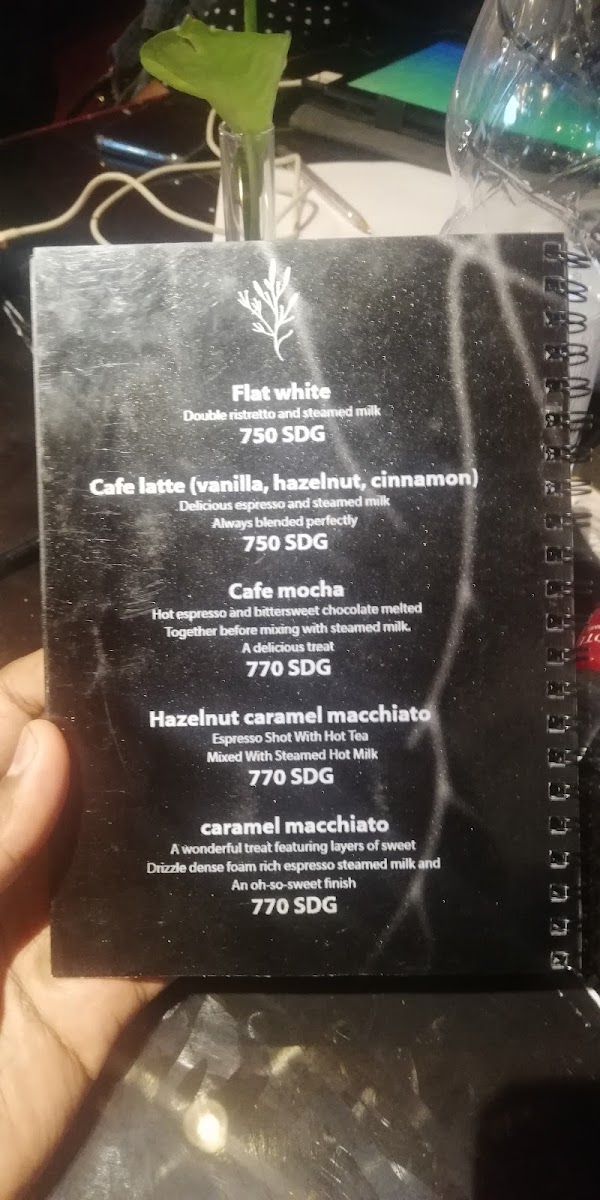 Flat white
Double ristretto and steamed milk
750 SDG
Cafe latte (vanilla, hazelnut, cinnamon)
Delicious espresso and steamed milk
Always blended perfectly
750 SDG
Cafe mocha
Hot espresso and bittersweet chocolate melted
Together before mixing with steamed milk.
A delicious treat
770 SDG
Hazelnut caramel macchiato
Espresso Shot With Hot Tea
Mixed With Steamed Hot Milk
770 SDG
caramel macchiato
A wonderful treat featuring layers of sweet
Drizzle dense foam rich espresso steamed milk and
An oh-so-sweet finish
770 SDG